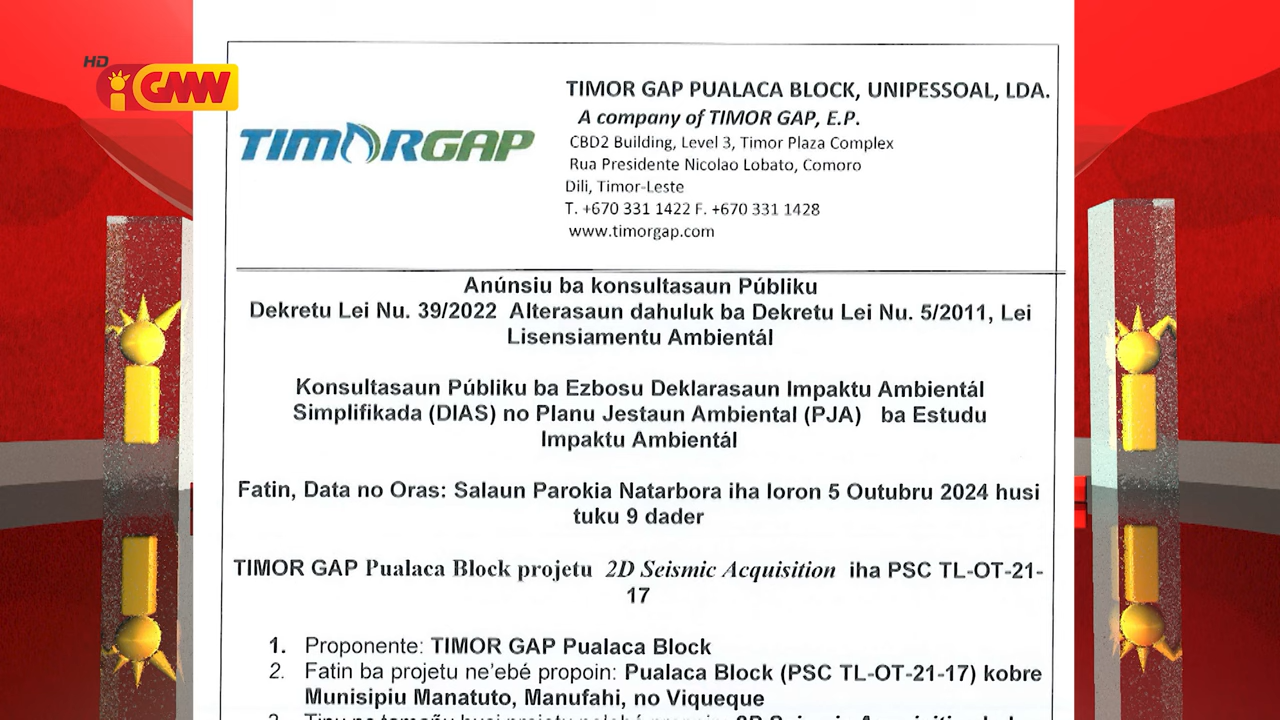 HD
GMN
TIMORGAP
TIMOR GAP PUALACA BLOCK, UNIPESSOAL, LDA.
A company of TIMOR GAP, E.P.
CBD2 Building, Level 3, Timor Plaza Complex
Rua Presidente Nicolao Lobato, Comoro
Dili, Timor-Leste
T. +670 331 1422 F. +670 331 1428
www.timorgap.com
Anúnsiu ba konsultasaun Públiku
Dekretu Lei Nu. 39/2022 Alterasaun dahuluk ba Dekretu Lei Nu. 5/2011, Lei
Lisensiamentu Ambientál
Konsultasaun Públiku ba Ezbosu Deklarasaun Impaktu Ambientál
Simplifikada (DIAS) no Planu Jestaun Ambiental (PJA) ba Estudu
Impaktu Ambientál
Fatin, Data no Oras: Salaun Parokia Natarbora iha loron 5 Outubru 2024 husi
tuku 9 dader
TIMOR GAP Pualaca Block projetu 2D Seismic Acquisition iha PSC TL-OT-21-
17
1. Proponente: TIMOR GAP Pualaca Block
2. Fatin ba projetu ne'ebé propoin: Pualaca Block (PSC TL-OT-21-17) kobre
Munisipiu Manatuto, Manufahi, no Viqueque